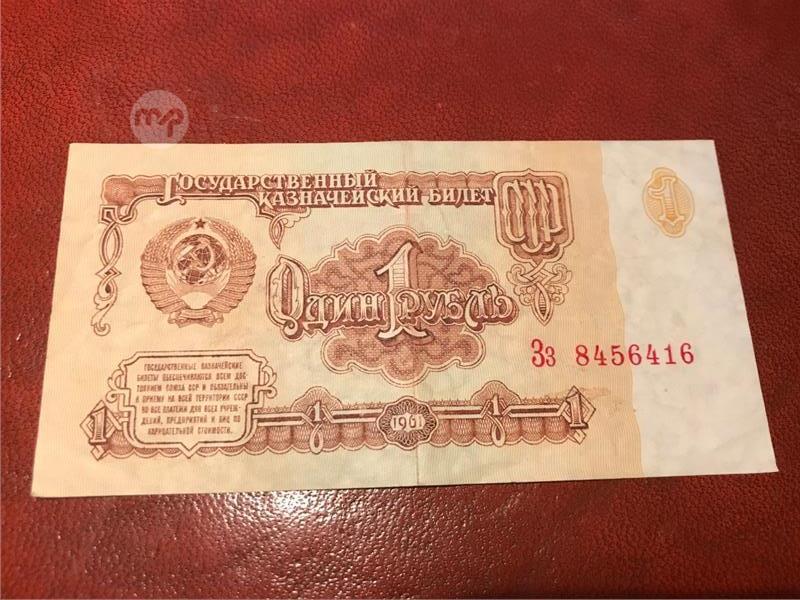 mp
1
ГОСУДАРСТВЕННЫЙ
КАЗНАЧЕЙСКИЙ БИЛЕТ
СССР
ОДИН 1 РУБЛЬ
Зз 8456416
ГОСУДАРСТВЕННЫЕ КАЗНАЧЕЙСКИЕ
БИЛЕТЫ ОБЕСПЕЧИВАЮТСЯ ВСЕМ ДОС-
ТОЯНИЕМ СОЮЗА ССР И ОБЯЗАТЕЛЬНЫ
К ПРИЕМУ НА ВСЕЙ ТЕРРИТОРИИ СССР
ВО ВСЕ ПЛАТЕЖИ ДЛЯ ВСЕХ УЧРЕЖ-
ДЕНИЙ, ПРЕДПРИЯТИЙ И ЛИЦ ПО
НАРИЦАТЕЛЬНОЙ СТОИМОСТИ.
1 1 1961 1 1